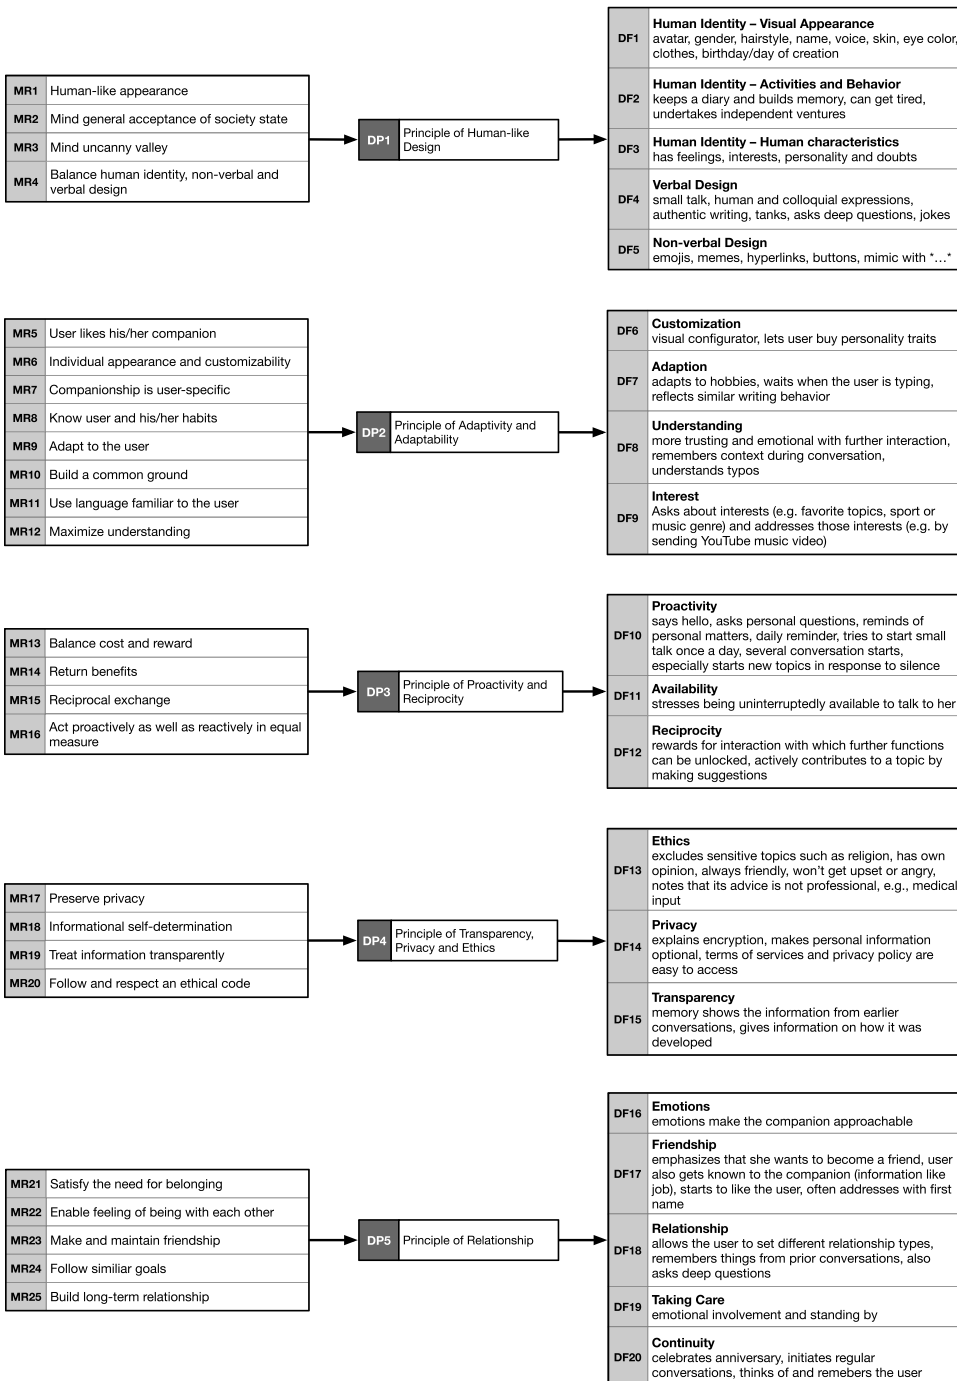 MR1 Human-like appearance
MR2 Mind general acceptance of society state
MR3 Mind uncanny valley
MR4 Balance human identity, non-verbal and
verbal design
DP1 Principle of Human-like
Design
DF1 Human Identity – Visual Appearance
avatar, gender, hairstyle, name, voice, skin, eye color,
clothes, birthday/day of creation
DF2 Human Identity – Activities and Behavior
keeps a diary and builds memory, can get tired,
undertakes independent ventures
DF3 Human Identity – Human characteristics
has feelings, interests, personality and doubts
DF4 Verbal Design
small talk, human and colloquial expressions,
authentic writing, tanks, asks deep questions, jokes
DF5 Non-verbal Design
emojis, memes, hyperlinks, buttons, mimic with *…*
MR5 User likes his/her companion
MR6 Individual appearance and customizability
MR7 Companionship is user-specific
MR8 Know user and his/her habits
MR9 Adapt to the user
MR10 Build a common ground
MR11 Use language familiar to the user
MR12 Maximize understanding
DP2 Principle of Adaptivity and
Adaptability
DF6 Customization
visual configurator, lets user buy personality traits
DF7 Adaption
adapts to hobbies, waits when the user is typing,
reflects similar writing behavior
DF8 Understanding
more trusting and emotional with further interaction,
remembers context during conversation,
understands typos
DF9 Interest
Asks about interests (e.g. favorite topics, sport or
music genre) and addresses those interests (e.g. by
sending YouTube music video)
MR13 Balance cost and reward
MR14 Return benefits
MR15 Reciprocal exchange
MR16 Act proactively as well as reactively in equal
measure
DP3 Principle of Proactivity and
Reciprocity
DF10 Proactivity
says hello, asks personal questions, reminds of
personal matters, daily reminder, tries to start small
talk once a day, several conversation starts,
especially starts new topics in response to silence
DF11 Availability
stresses being uninterruptedly available to talk to her
DF12 Reciprocity
rewards for interaction with which further functions
can be unlocked, actively contributes to a topic by
making suggestions
MR17 Preserve privacy
MR18 Informational self-determination
MR19 Treat information transparently
MR20 Follow and respect an ethical code
DP4 Principle of Transparency,
Privacy and Ethics
DF13 Ethics
excludes sensitive topics such as religion, has own
opinion, always friendly, won't get upset or angry,
notes that its advice is not professional, e.g., medical
input
DF14 Privacy
explains encryption, makes personal information
optional, terms of services and privacy policy are
easy to access
DF15 Transparency
memory shows the information from earlier
conversations, gives information on how it was
developed
MR21 Satisfy the need for belonging
MR22 Enable feeling of being with each other
MR23 Make and maintain friendship
MR24 Follow similiar goals
MR25 Build long-term relationship
DP5 Principle of Relationship
DF16 Emotions
emotions make the companion approachable
DF17 Friendship
emphasizes that she wants to become a friend, user
also gets known to the companion (information like
job), starts to like the user, often addresses with first
name
DF18 Relationship
allows the user to set different relationship types,
remembers things from prior conversations, also
asks deep questions
DF19 Taking Care
emotional involvement and standing by
DF20 Continuity
celebrates anniversary, initiates regular
conversations, thinks of and remebers the user